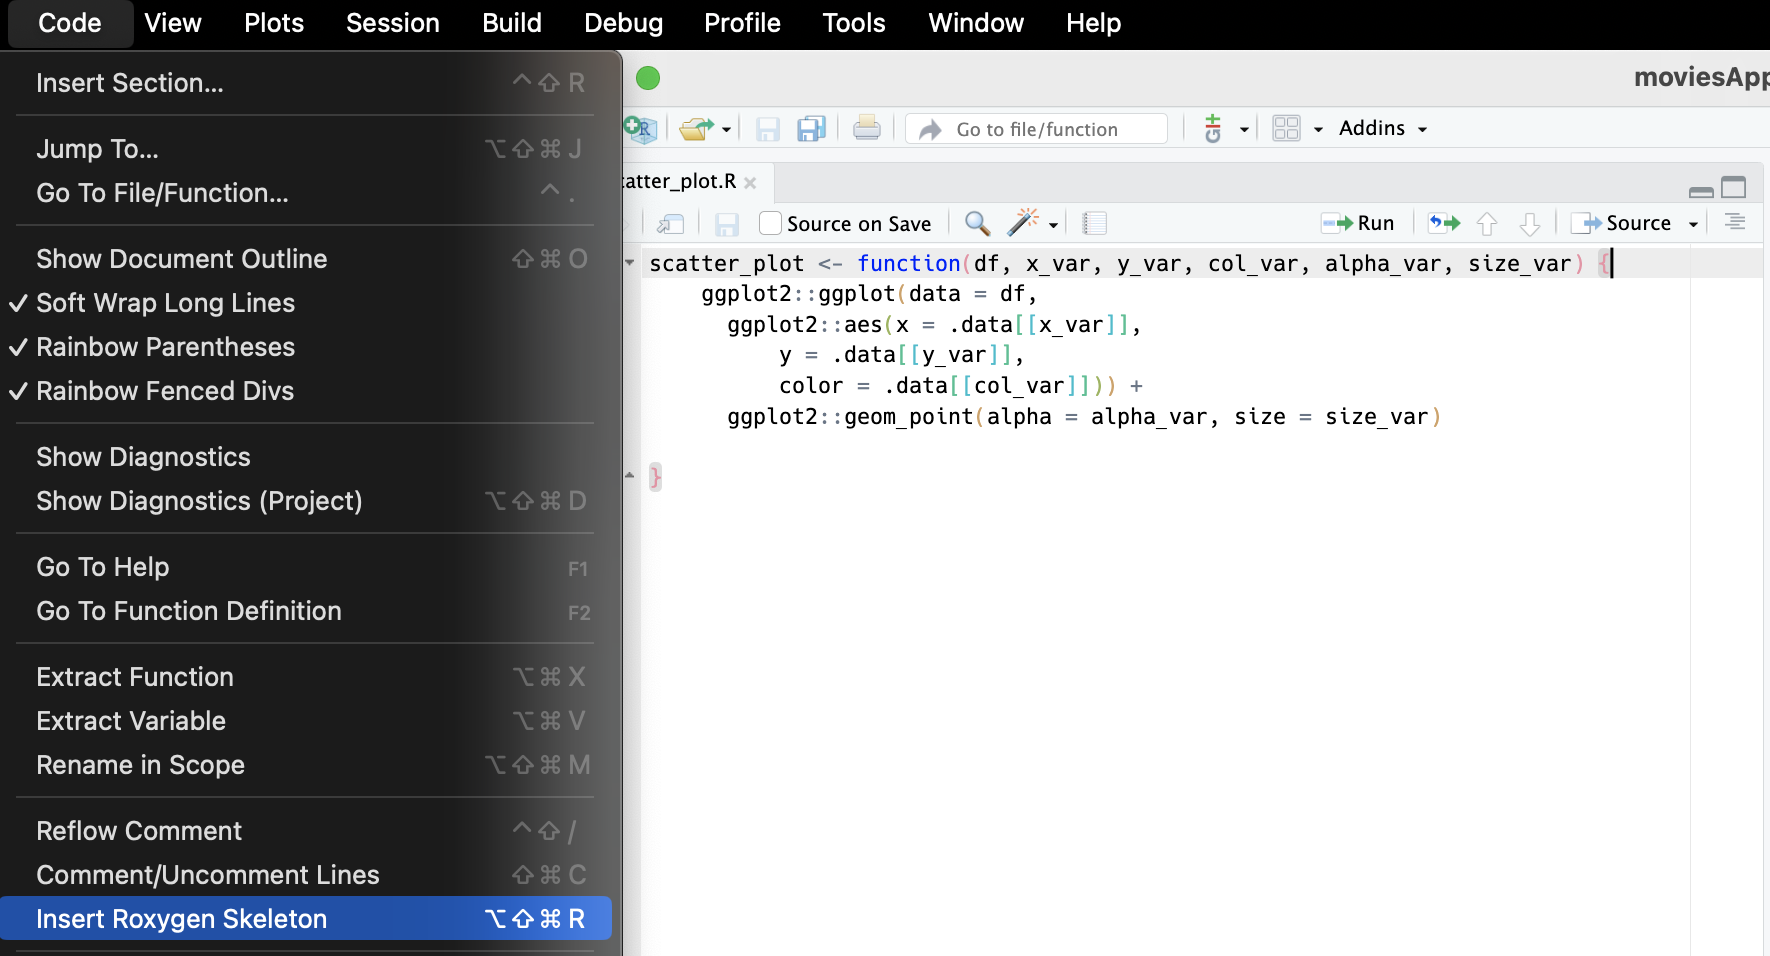 Code View Plots Session Build Debug Profile Tools Window Help
Insert Section... ^⇧R
Jump To... ⌥⇧⌘J
Go To File/Function... ^.
Show Document Outline ⇧⌘O
✓ Soft Wrap Long Lines
✓ Rainbow Parentheses
✓ Rainbow Fenced Divs
Show Diagnostics
Show Diagnostics (Project) ⌥⇧⌘D
Go To Help F1
Go To Function Definition F2
Extract Function ⌥⌘X
Extract Variable ⌥⌘V
Rename in Scope ⌥⇧⌘M
Reflow Comment ^⇧/
Comment/Uncomment Lines ⇧⌘C
Insert Roxygen Skeleton ⌥⇧⌘R
moviesApp
Go to file/function Addins
catter_plot.R
Source on Save Run Source
scatter_plot <- function(df, x_var, y_var, col_var, alpha_var, size_var) {
    ggplot2::ggplot(data = df,
      ggplot2::aes(x = .data[[x_var]],
          y = .data[[y_var]],
          color = .data[[col_var]])) +
      ggplot2::geom_point(alpha = alpha_var, size = size_var)
}